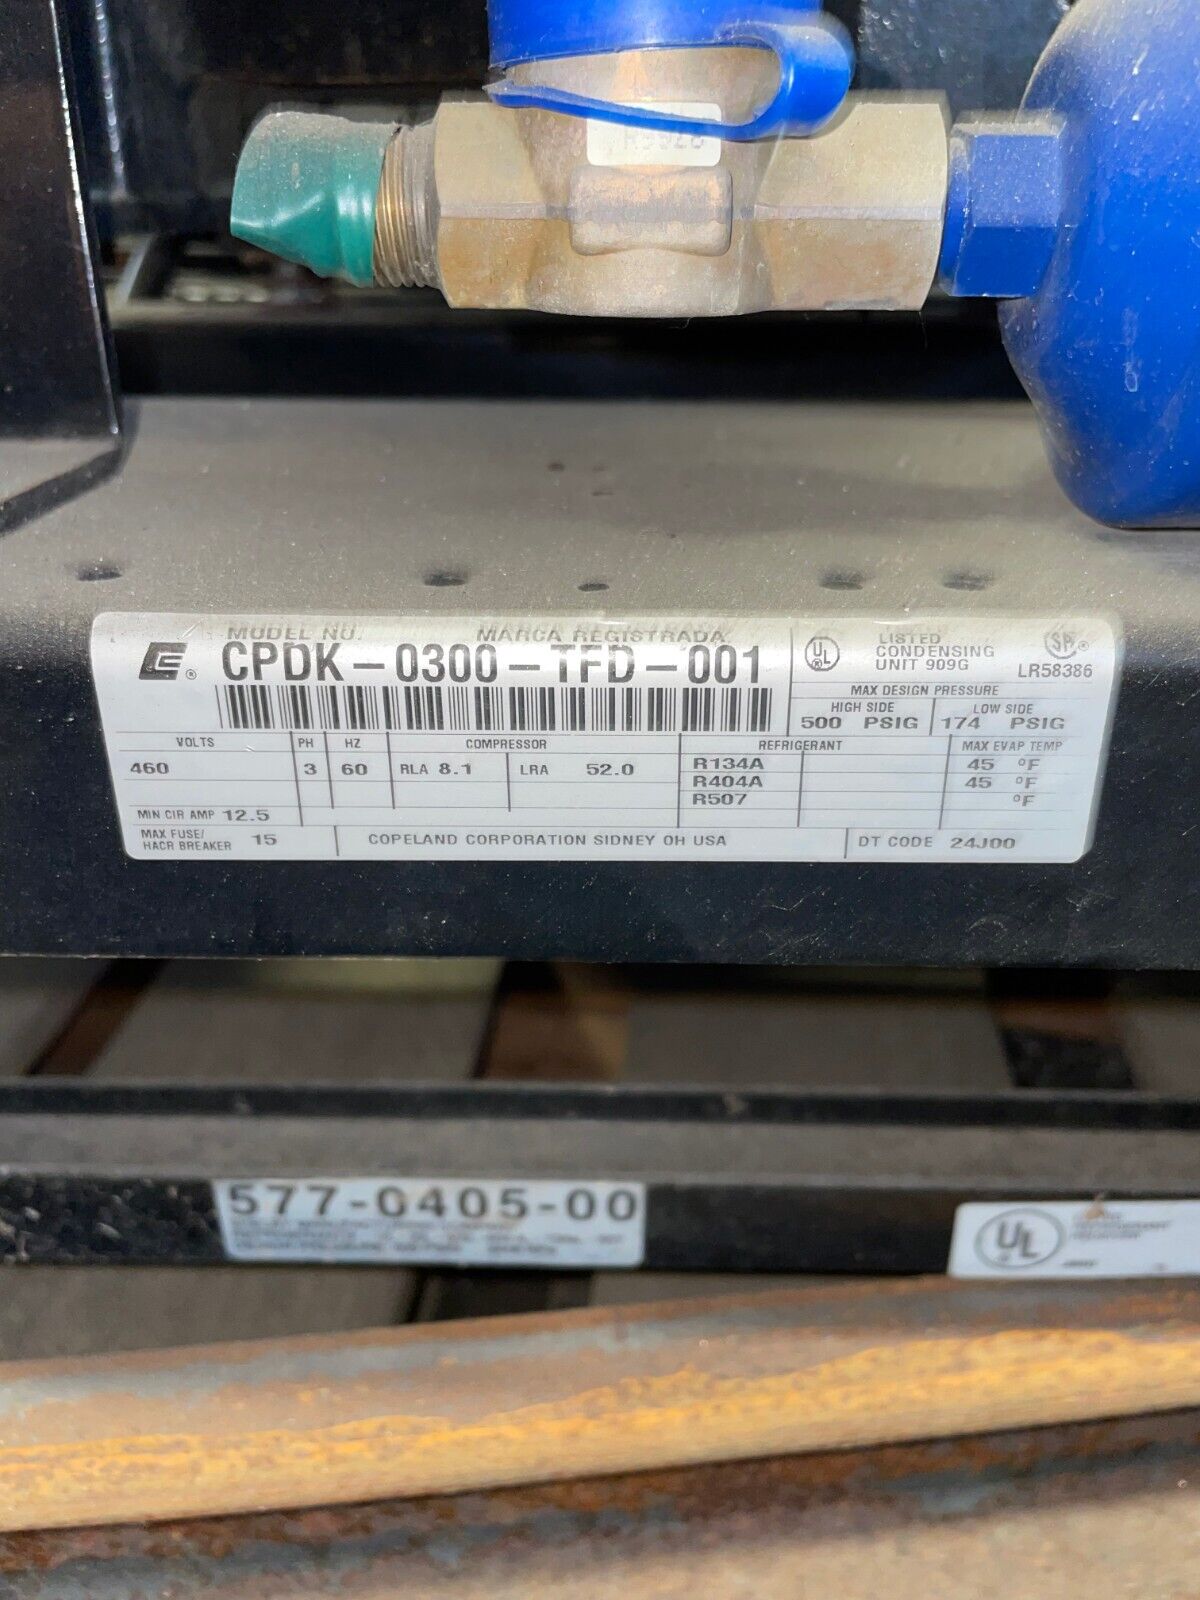 MODEL NO. MARCA REGISTRADA
CPDK-0300-TFD-001
UL
LISTED
CONDENSING
UNIT 909G
LR58386
MAX DESIGN PRESSURE
HIGH SIDE LOW SIDE
500 PSIG 174 PSIG
VOLTS PH HZ COMPRESSOR REFRIGERANT MAX EVAP TEMP
460 3 60 RLA 8.1 LRA 52.0 R134A 45 °F
R404A 45 °F
R507 °F
MIN CIR AMP 12.5
MAX FUSE/
HACR BREAKER 15
COPELAND CORPORATION SIDNEY OH USA
DT CODE 24J00
577-0405-00
UL